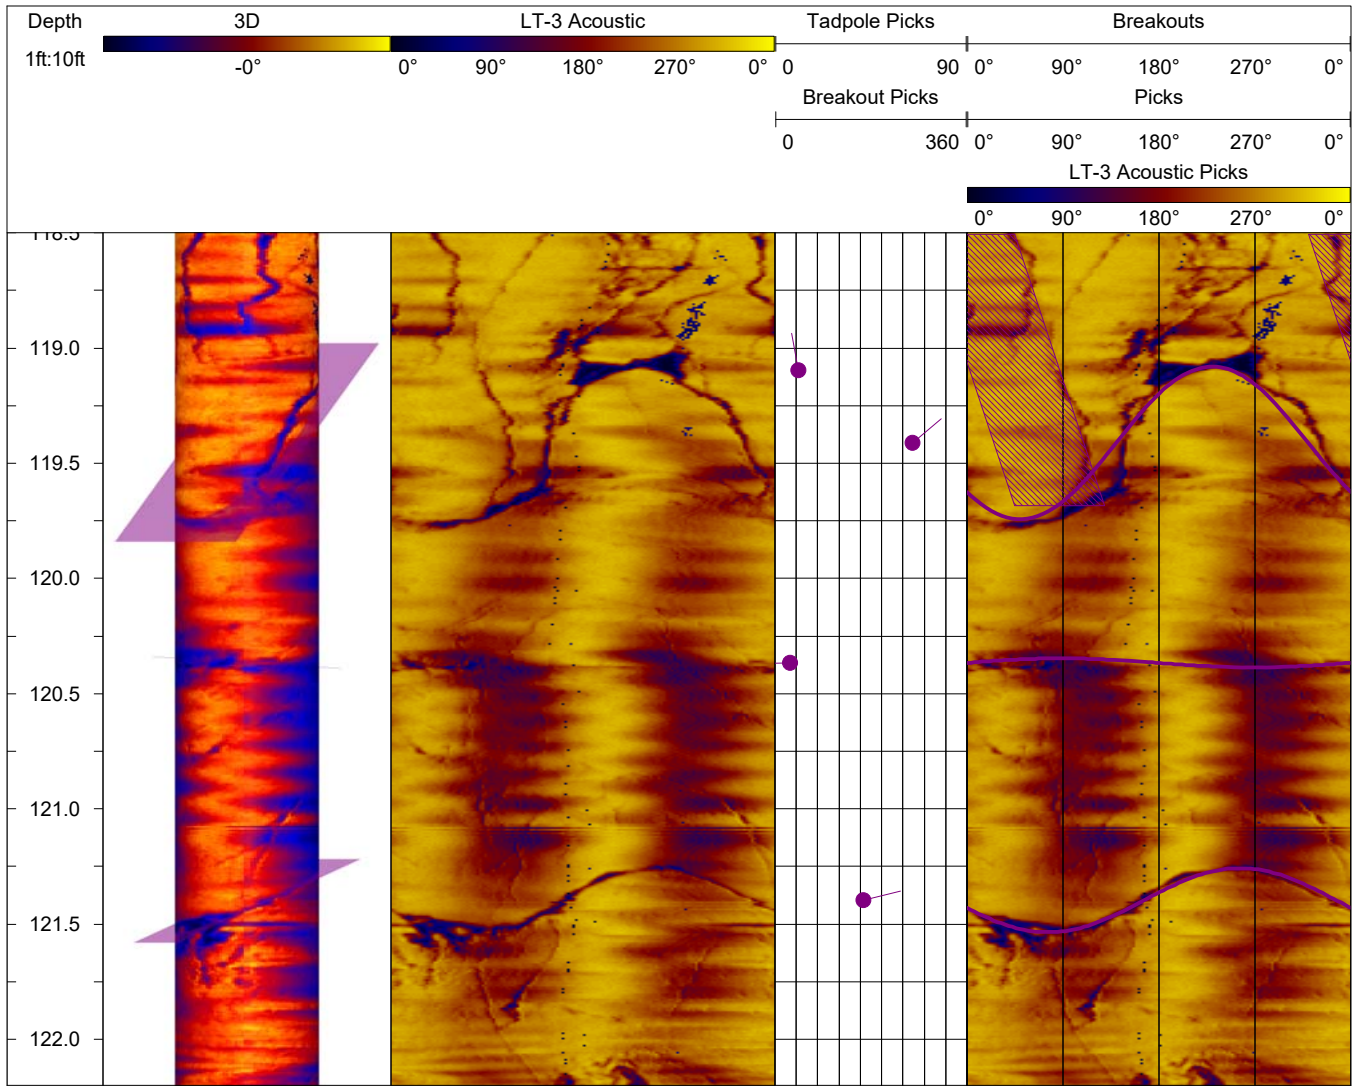 Depth 3D LT-3 Acoustic Tadpole Picks Breakouts
1ft:10ft -0° 0° 90° 180° 270° 0° 0 90 0° 90° 180° 270° 0°
Breakout Picks Picks
0 360 0° 90° 180° 270° 0°
LT-3 Acoustic Picks
0° 90° 180° 270° 0°
118.5
119.0
119.5
120.0
120.5
121.0
121.5
122.0